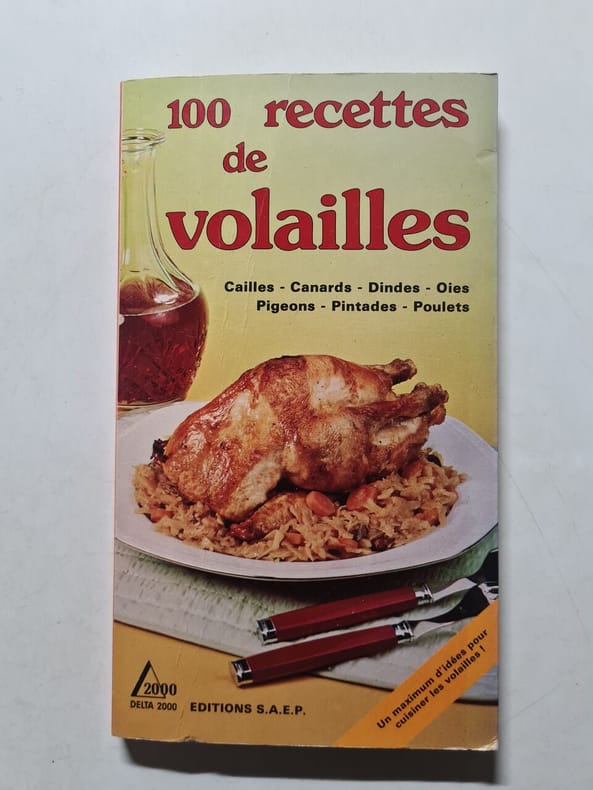 100 recettes
de
volailles
Cailles - Canards - Dindes - Oies
Pigeons - Pintades - Poulets
Un maximum d'idées pour
cuisiner les volailles !
2000
DELTA 2000
EDITIONS S.A.E.P.